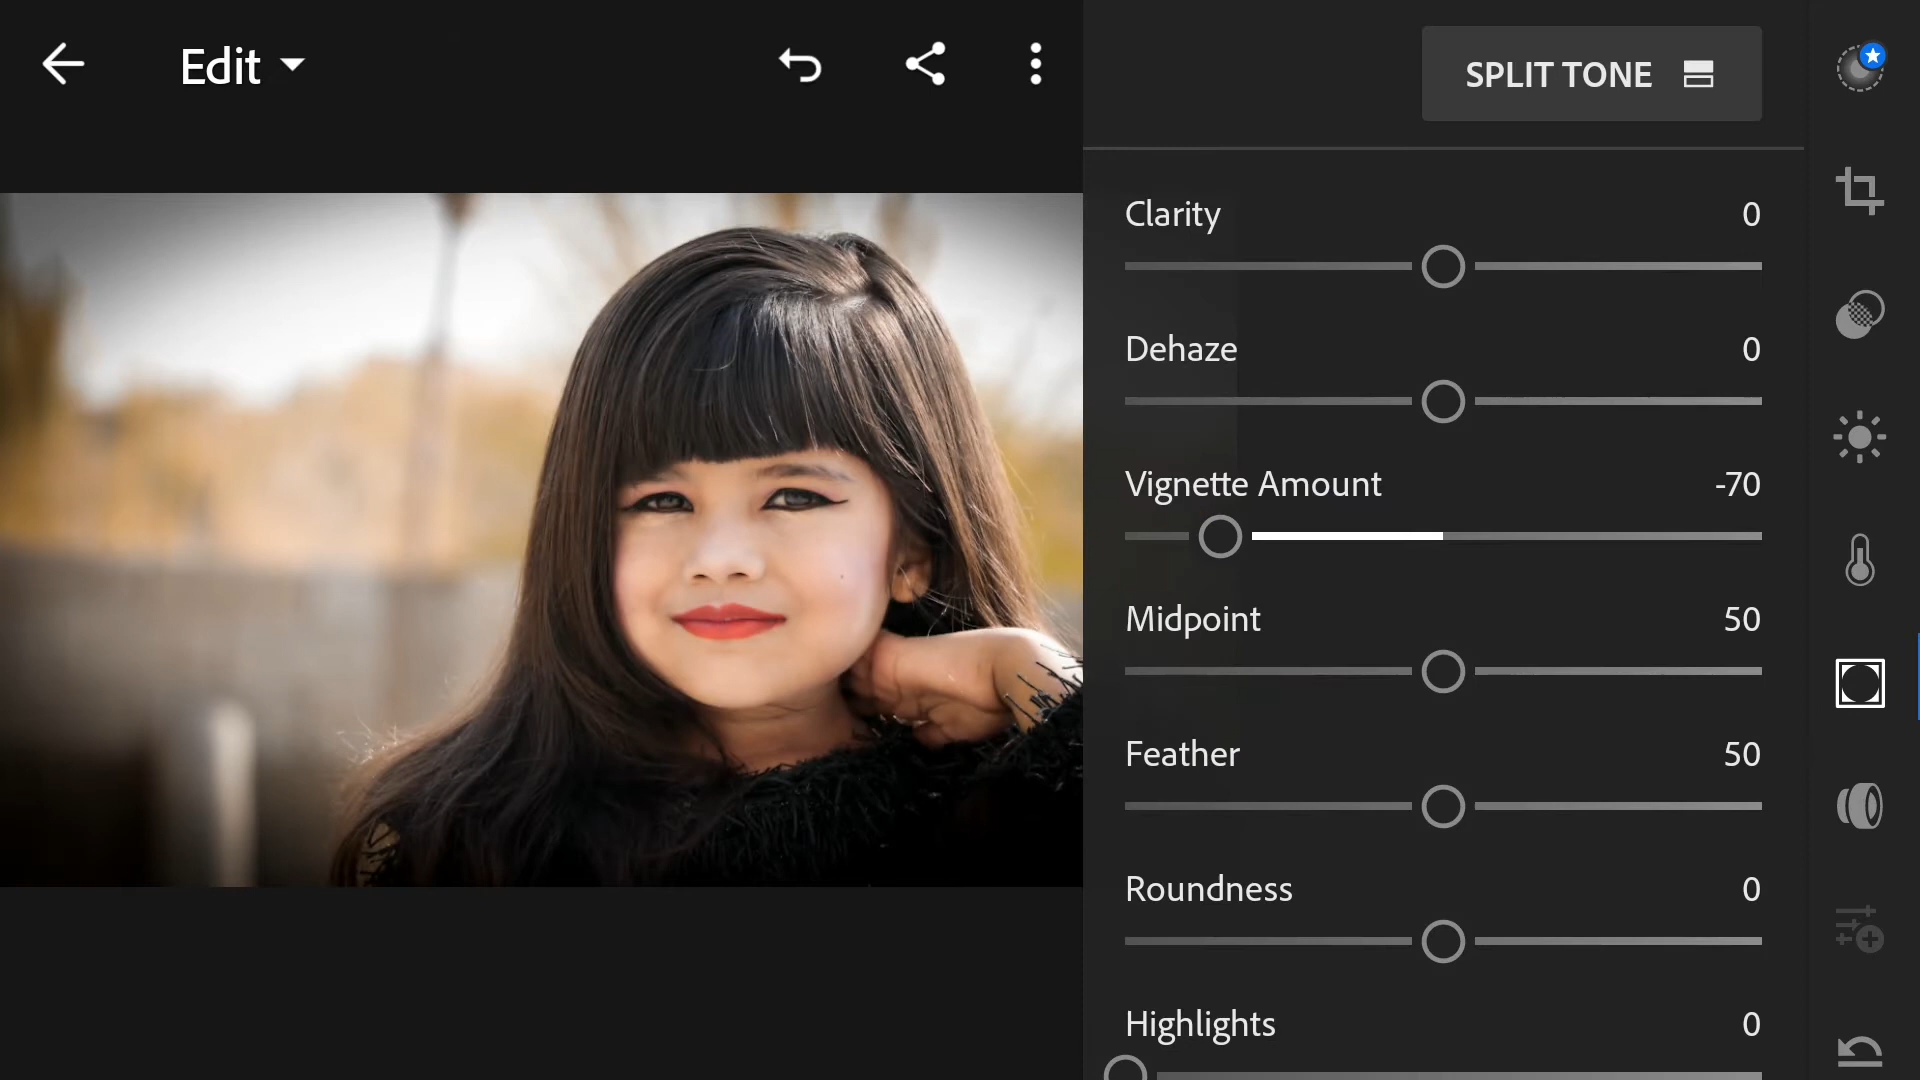 Edit
SPLIT TONE
Clarity 0
Dehaze 0
Vignette Amount -70
Midpoint 50
Feather 50
Roundness 0
Highlights 0